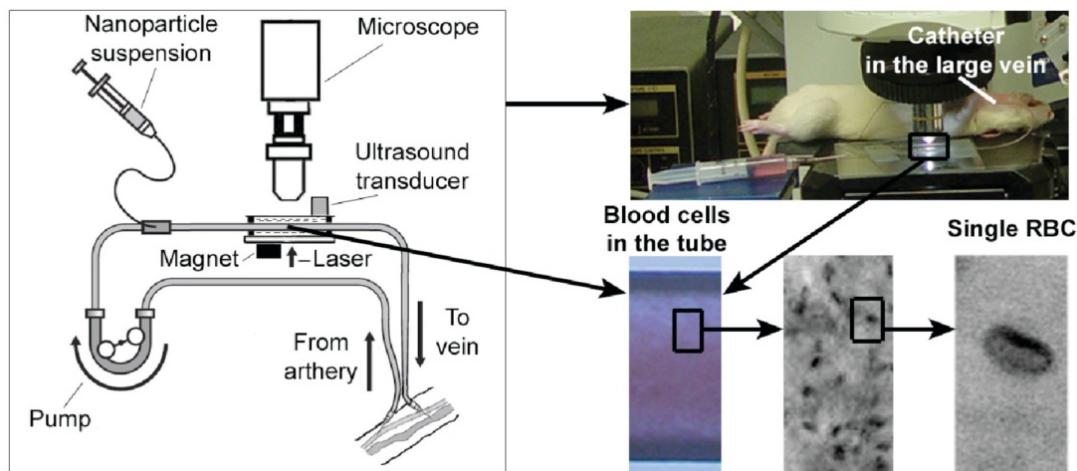 Nanoparticle
suspension
Microscope
Ultrasound
transducer
Magnet
Laser
To
vein
From
arthery
Pump
Catheter
in the large vein
Blood cells
in the tube
Single RBC